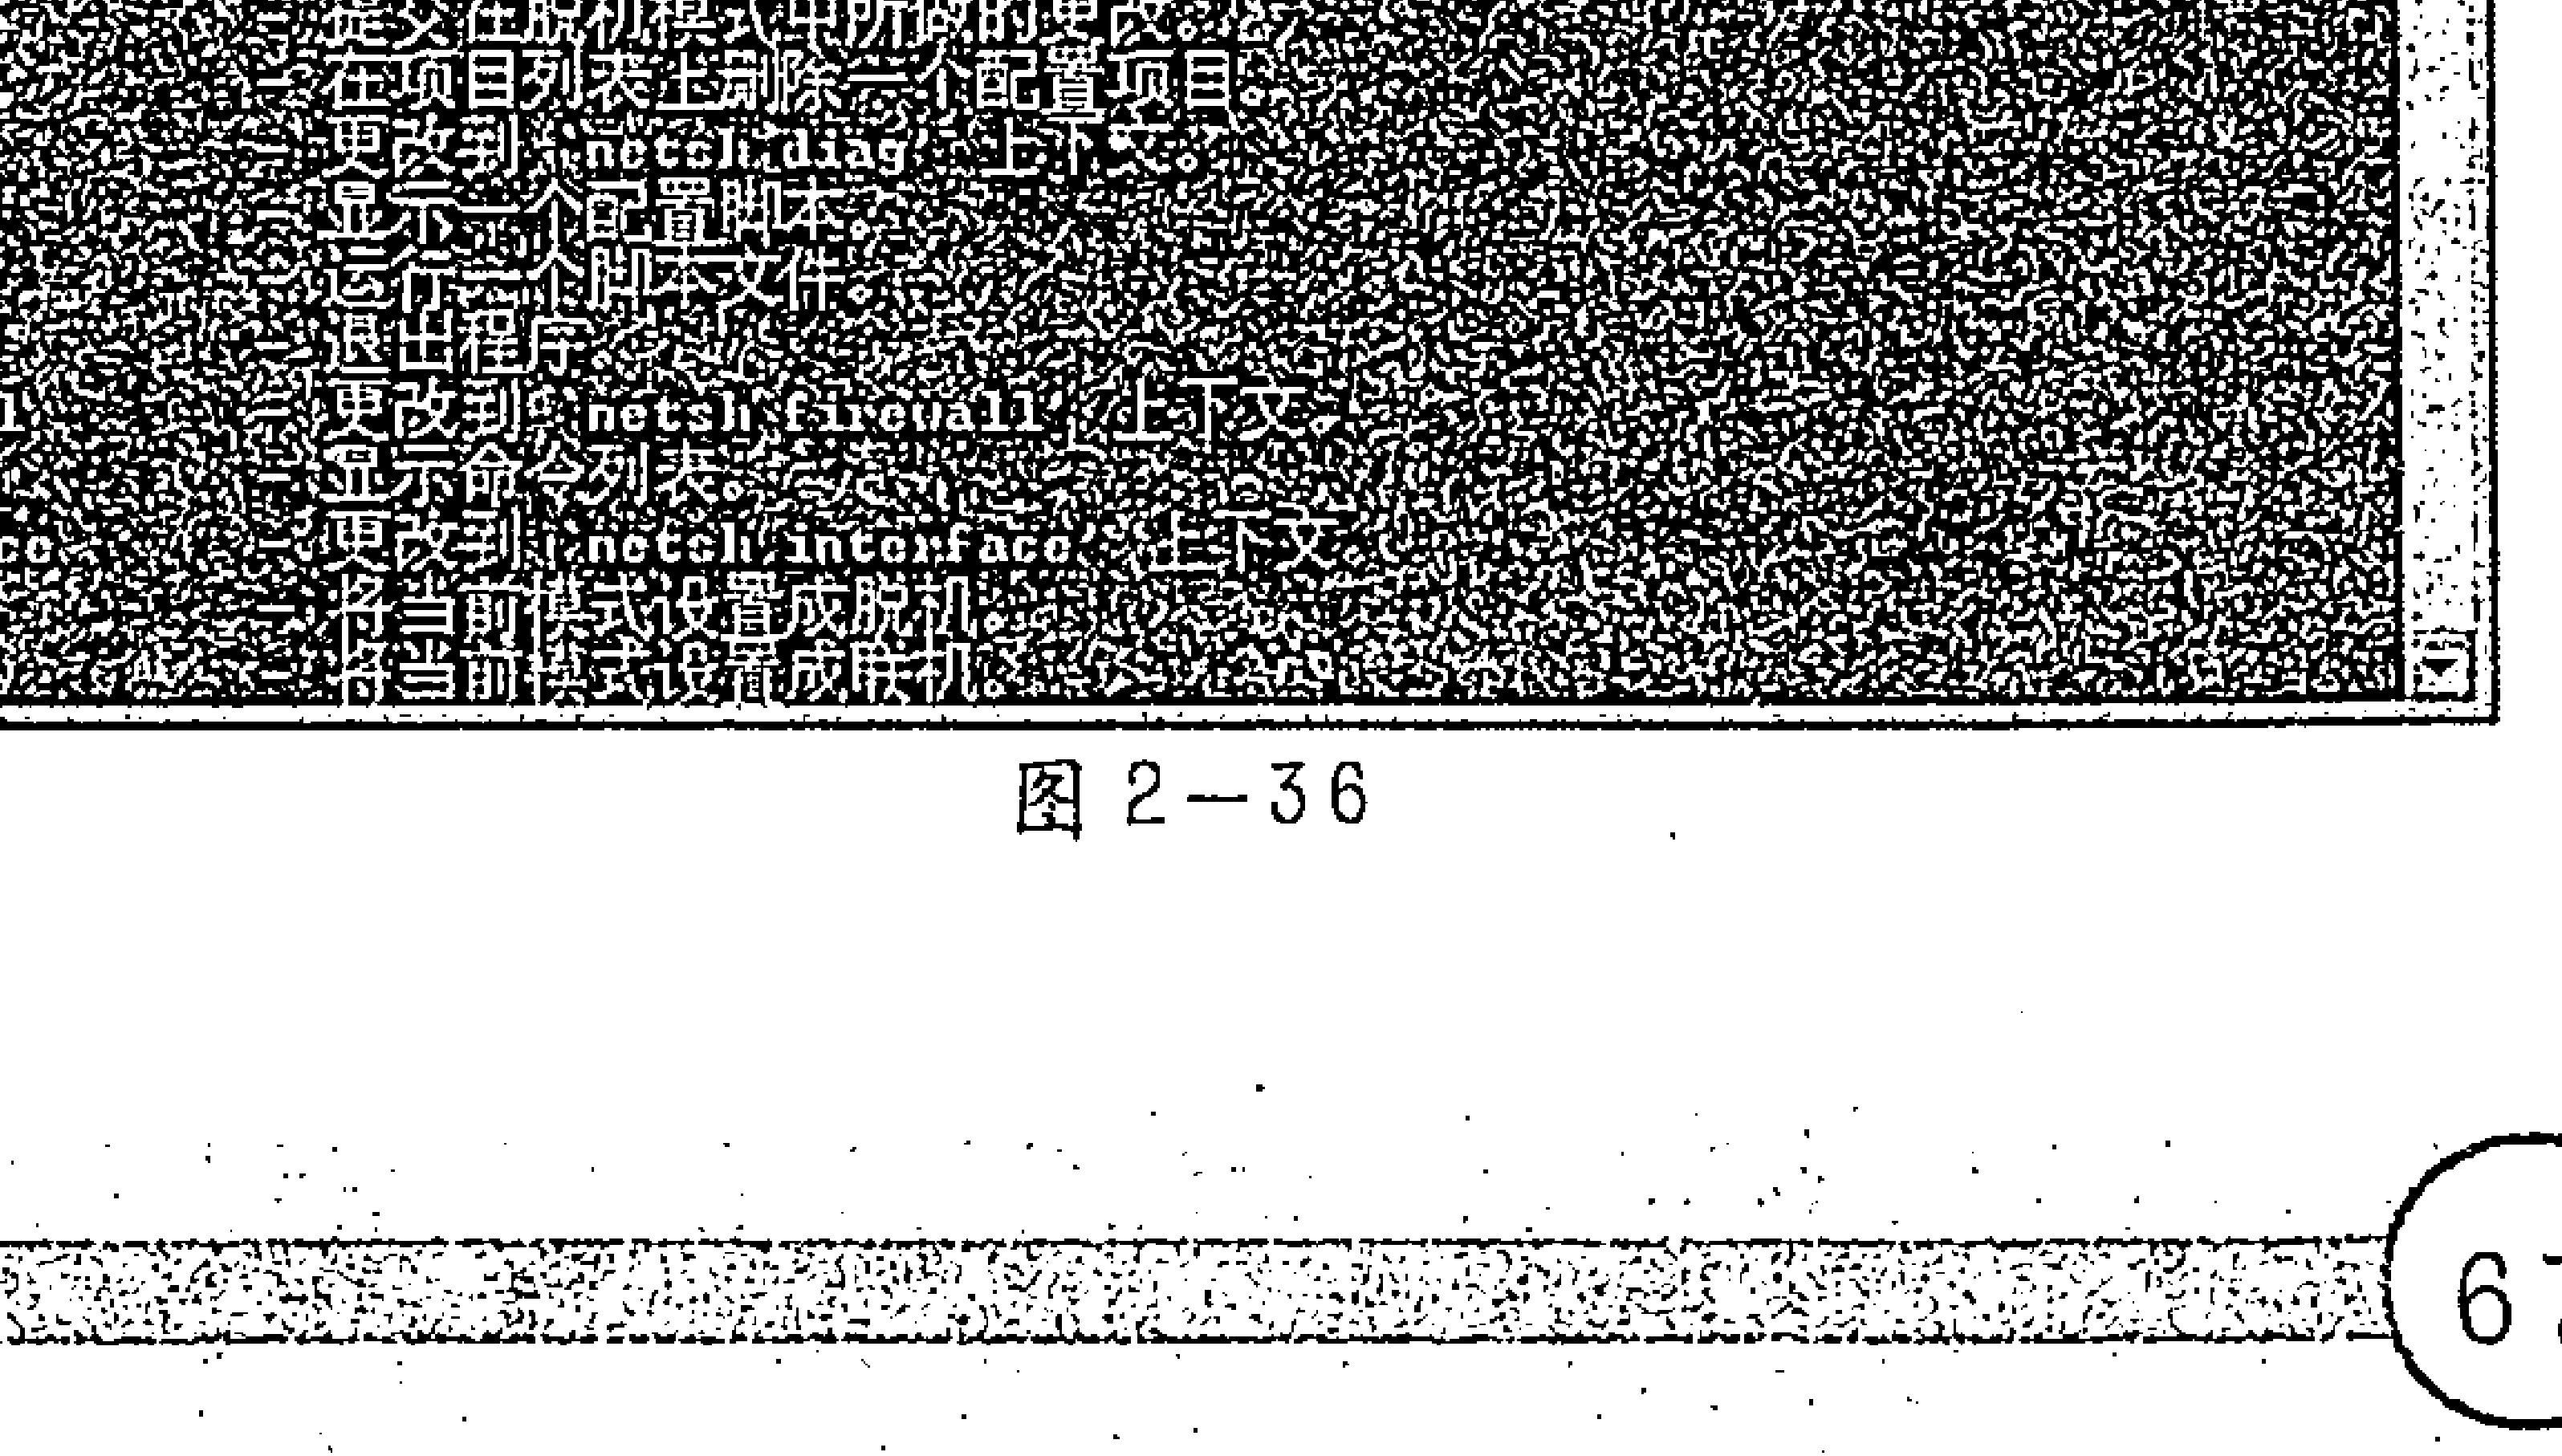 - 提交在脱机模式中所做的更改。
- 在项目列表上删除一个配置项目。
- 更改到 `netsh diag' 上下文。
- 显示一个配置脚本。
- 运行一个脚本文件。
- 退出程序。
l - 更改到 `netsh firewall' 上下文。
- 显示命令列表。
ce - 更改到 `netsh interface' 上下文。
- 将当前模式设置成脱机。
- 将当前模式设置成联机。
图 2-36
6